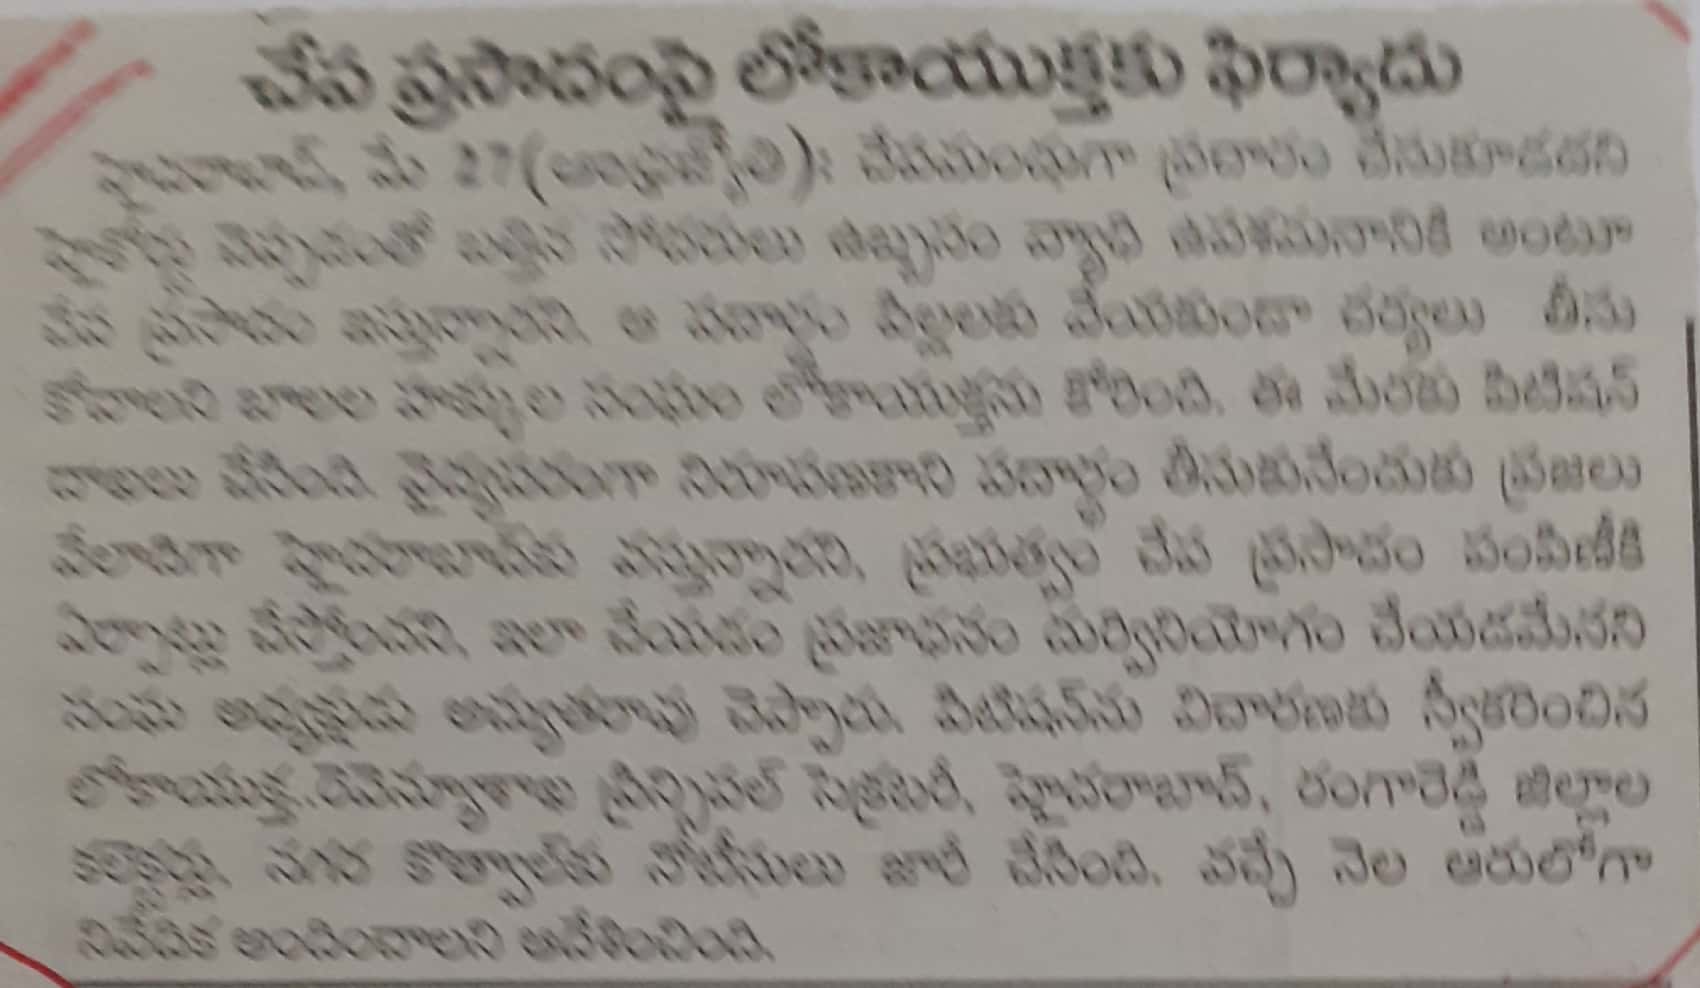 చేప ప్రసాదంపై లోకాయుక్తకు ఫిర్యాదు
హైదరాబాద్, మే 27(ఆంధ్రజ్యోతి): చేపమందుగా ప్రచారం చేసుకూడదని
హైకోర్టు చెప్పడంతో బత్తిన సోదరులు ఉబ్బసం వ్యాధి ఉపశమనానికి అంటూ
చేప ప్రసాదం ఇస్తున్నారని, ఆ పదార్థం పిల్లలకు వేయకుండా చర్యలు తీసు
కోవాలని బాలల హక్కుల సంఘం లోకాయుక్తను కోరింది. ఈ మేరకు పిటిషన్
దాఖలు చేసింది. వైద్యపరంగా నిరూపణకాని పదార్థం తీసుకునేందుకు ప్రజలు
వేలాదిగా హైదరాబాద్‌కు వస్తున్నారని, ప్రభుత్వం చేప ప్రసాదం పంపిణీకి
ఏర్పాట్లు చేస్తోందని, ఇలా చేయడం ప్రజాధనం దుర్వినియోగం చేయడమేనని
సంఘ అధ్యక్షుడు అచ్యుతరావు చెప్పారు. పిటిషన్‌ను విచారణకు స్వీకరించిన
లోకాయుక్త..రెవెన్యూశాఖ ప్రిన్సిపల్ సెక్రటరీ, హైదరాబాద్, రంగారెడ్డి జిల్లాల
కలెక్టర్లు, నగర కొత్వాల్‌కు నోటీసులు జారీ చేసింది. వచ్చే నెల ఆరులోగా
నివేదిక అందించాలని ఆదేశించింది.